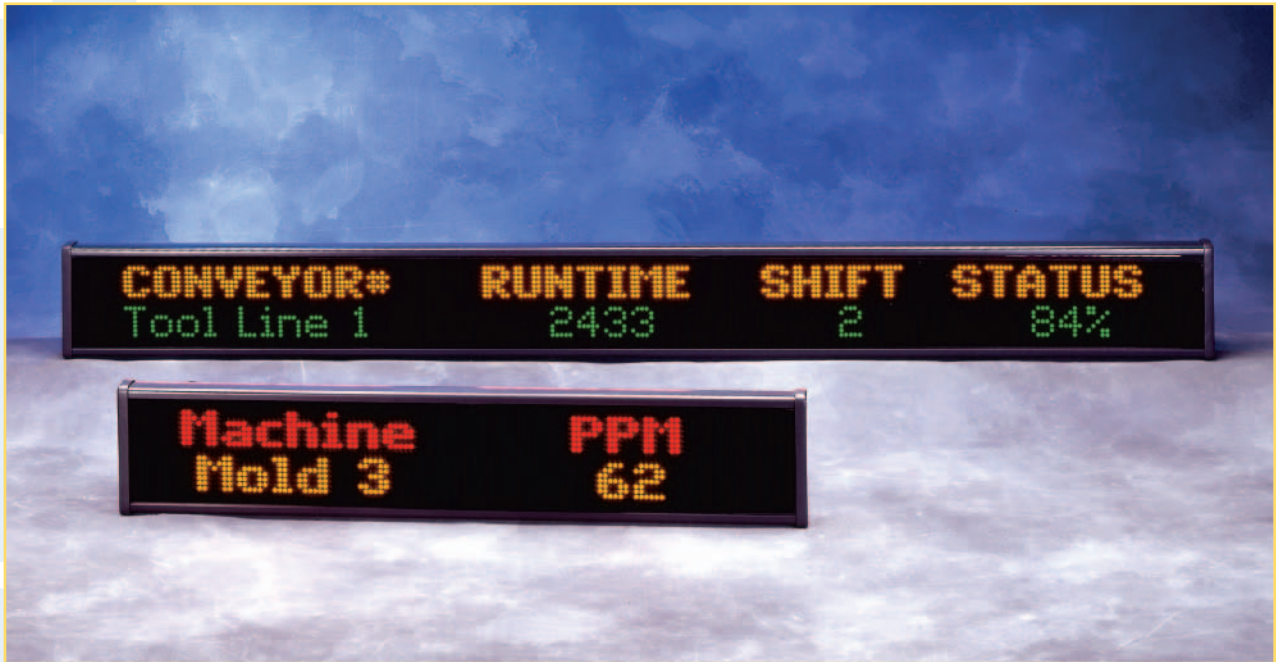 CONVEYOR* RUNTIME SHIFT STATUS
Tool Line 1 2433 2 84%
Machine PPM
Mold 3 62